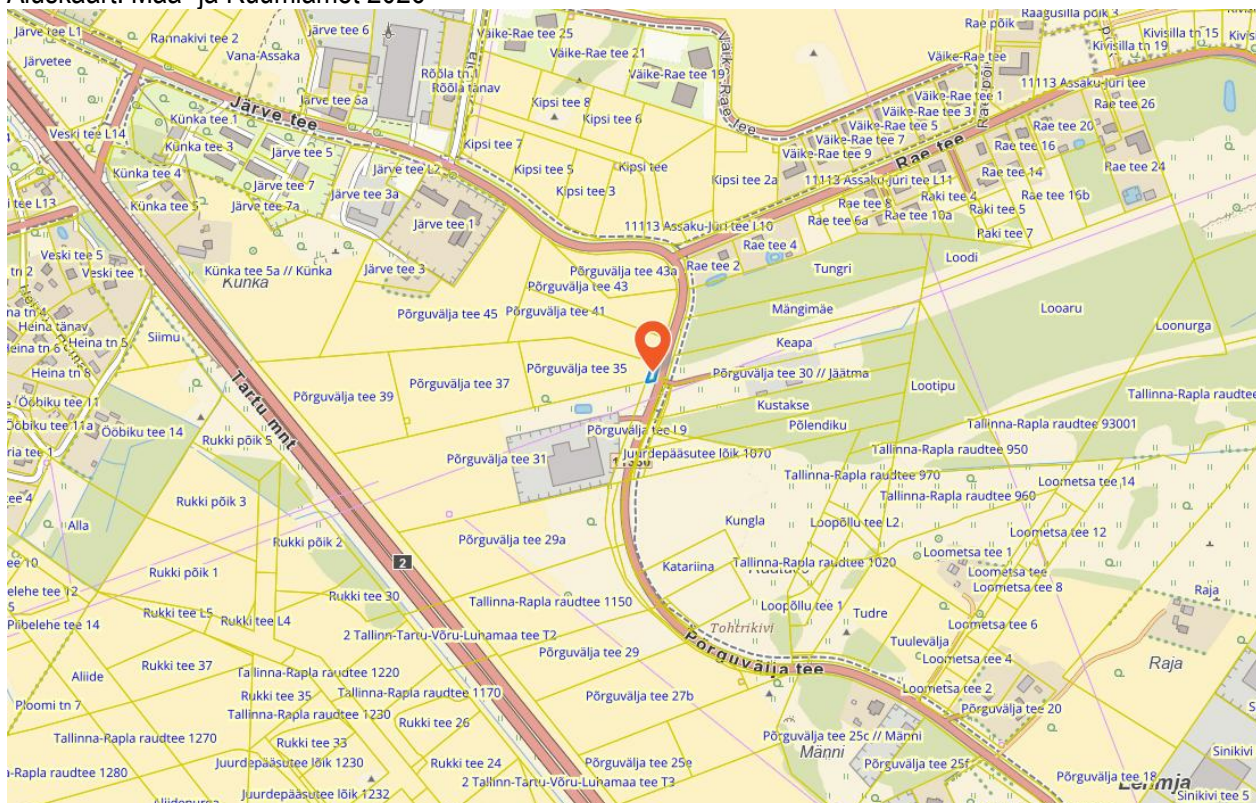 Aluskaart: Maa- ja Ruumiamet 2026
Järve tee L1
Rannakivi tee 2
Järve tee 6
Väike-Rae tee 25
Rae põik
Raagusilla põik 3
Kivisilla tn 15
Kivisilla tn 19
Vana-Assaka
Väike-Rae tee 21
Väike-Rae tee
Järvetee
Rõõla tn 1
Rõõla tänav
Väike-Rae tee 19
11113 Assaku-Jüri tee
Järve tee 6a
Kipsi tee 8
Väike-Rae tee
Väike-Rae tee 1
Rae tee 26
Järve tee
Künka tee 1
Kipsi tee 6
Väike-Rae tee 3
Väike-Rae tee 5
Rae tee 20
Veski tee L14
Künka tee 3
Järve tee 5
Kipsi tee 7
Väike-Rae tee 7
Rae tee 16
Väike-Rae tee 9
Rae tee
Künka tee 4
Järve tee L2
Kipsi tee 5
Kipsi tee
Rae tee 14
Rae tee 24
Järve tee 7
Kipsi tee 3
Kipsi tee 2a
11113 Assaku-Jüri tee L11
Künka tee 5
Järve tee 7a
Järve tee 3a
Rae tee 8
Raki tee 4
Rae tee 16b
Järve tee 1
11113 Assaku-Jüri tee L10
Rae tee 6a
Rae tee 10a
Raki tee 5
Raki tee 7
Veski tee 5
Rae tee 4
Veski tee 1
Künka tee 5a // Künka
Künka
Järve tee 3
Põrguvälja tee 43a
Rae tee 2
Tungri
Loodi
Põrguvälja tee 43
Põrguvälja tee 45
Põrguvälja tee 41
Mängimäe
Looaru
Heina tänav
Heina tn 5
Siimu
Keapa
Loonurga
Heina tn 8
Põrguvälja tee 35
Põrguvälja tee 30 // Jäätma
Põrguvälja tee 37
Lootipu
Põrguvälja tee 39
Tartu mnt
Kustakse
Ööbiku tee 11
Ööbiku tee 11a
Ööbiku tee 14
Rukki põik 5
Põrguvälja tee L9
Põlendiku
Tallinna-Rapla raudtee 93001
Põrguvälja tee 31
Juurdepääsutee lõik 1070
Tallinna-Rapla raudtee 950
Tallinna-Rapla raudtee 970
Loometsa tee 14
Rukki põik 3
Tallinna-Rapla raudtee 960
Alla
Kungla
Loopõllu tee L2
Loometsa tee 12
Rukki põik 2
Põrguvälja tee 29a
2
Loometsa tee 1
Katariina
Tallinna-Rapla raudtee 1020
Rukki põik 1
Loometsa tee
Rukki tee 30
Tallinna-Rapla raudtee 1150
Loometsa tee 8
Raja
Piibelehe tee 14
Rukki tee L5
Rukki tee L4
Loopõllu tee 1
Tudre
Loometsa tee 6
Tohtrikivi
2 Tallinn-Tartu-Võru-Luhamaa tee T2
Põrguvälja tee
Tuulevälja
Põrguvälja tee 29
Rukki tee 37
Tallinna-Rapla raudtee 1220
Loometsa tee 4
Raja
Aliide
Rukki tee 35
Tallinna-Rapla raudtee 1170
Põrguvälja tee 27b
Loometsa tee 2
Ploomi tn 7
Tallinna-Rapla raudtee 1230
Rukki tee 26
Põrguvälja tee 20
Tallinna-Rapla raudtee 1270
Rukki tee 33
Põrguvälja tee 25c // Männi
Männi
Sinikivi
Juurdepääsutee lõik 1230
Rukki tee 24
Põrguvälja tee 25e
Põrguvälja tee 25f
Põrguvälja tee 18
2 Tallinn-Tartu-Võru-Luhamaa tee T3
Lehmja
Juurdepääsutee lõik 1232
Sinikivi tee 5